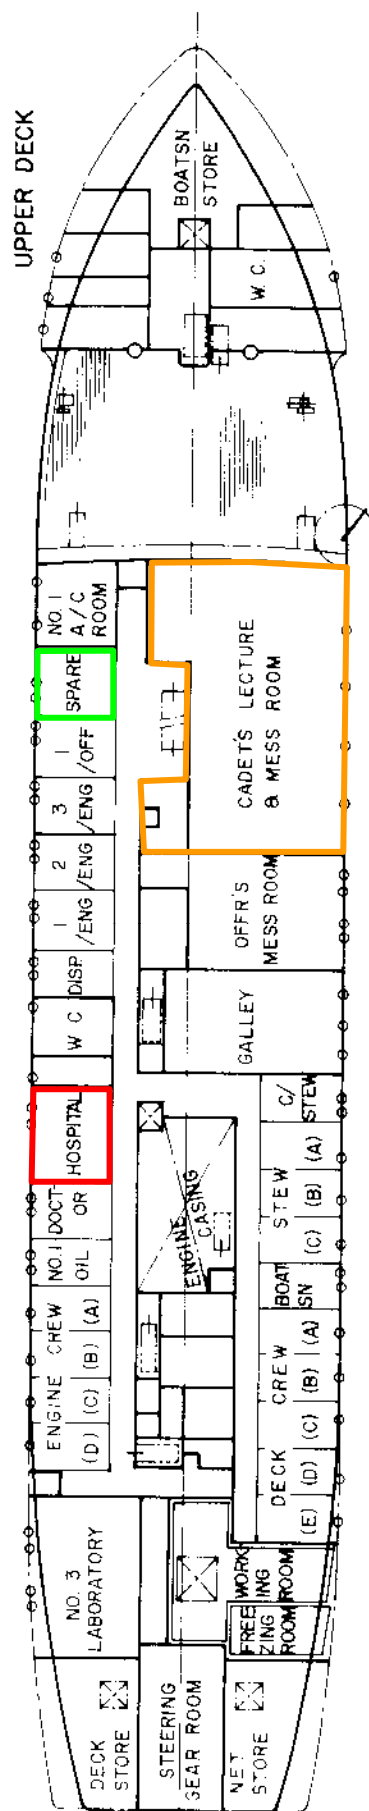 UPPER DECK
BOATSN
STORE
W.C.
NO.1
A/C
ROOM
SPARE
1
/OFF
3
/ENG
2
/ENG
1
/ENG
DISP.
W C
HOSPITAL
DOCT-
OR
NO.1
OIL
ENGINE CREW
(A)
(B)
(C)
(D)
NO. 3
LABORATORY
DECK
STORE
CADET'S LECTURE
& MESS ROOM
OFFR'S
MESS ROOM
GALLEY
ENGINE
CASING
C/
STEW
STEW
(A)
(B)
(C)
BOAT
SN
DECK CREW
(A)
(B)
(C)
(D)
(E)
WORK-
ING ROOM
FREE-
ZING
ROOM
STEERING
GEAR ROOM
NET
STORE